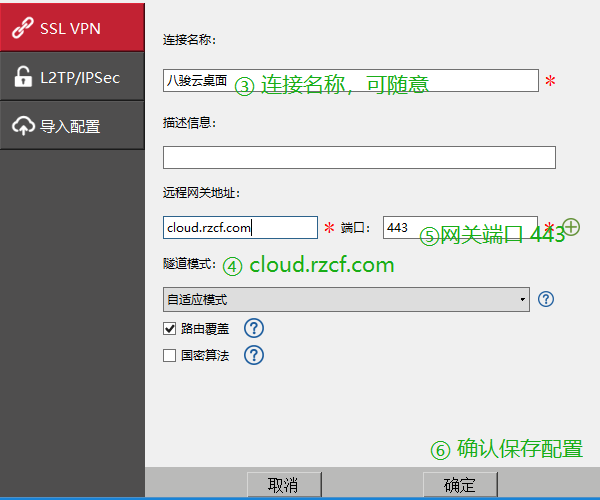 SSL VPN
L2TP/IPSec
导入配置
连接名称:
八骏云桌面 ③ 连接名称，可随意 *
描述信息:
远程网关地址:
cloud.rzcf.com * 端口: 443 *
⑤网关端口 443
隧道模式: ④ cloud.rzcf.com
自适应模式 ?
路由覆盖 ?
国密算法 ?
⑥ 确认保存配置
取消 确定